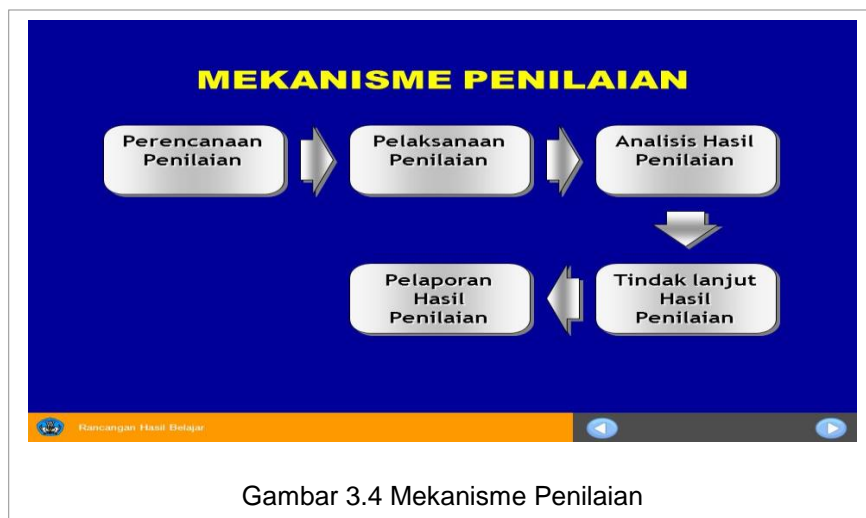 MEKANISME PENILAIAN
Perencanaan
Penilaian
Pelaksanaan
Penilaian
Analisis Hasil
Penilaian
Tindak lanjut
Hasil
Penilaian
Pelaporan
Hasil
Penilaian
Rancangan Hasil Belajar
Gambar 3.4 Mekanisme Penilaian